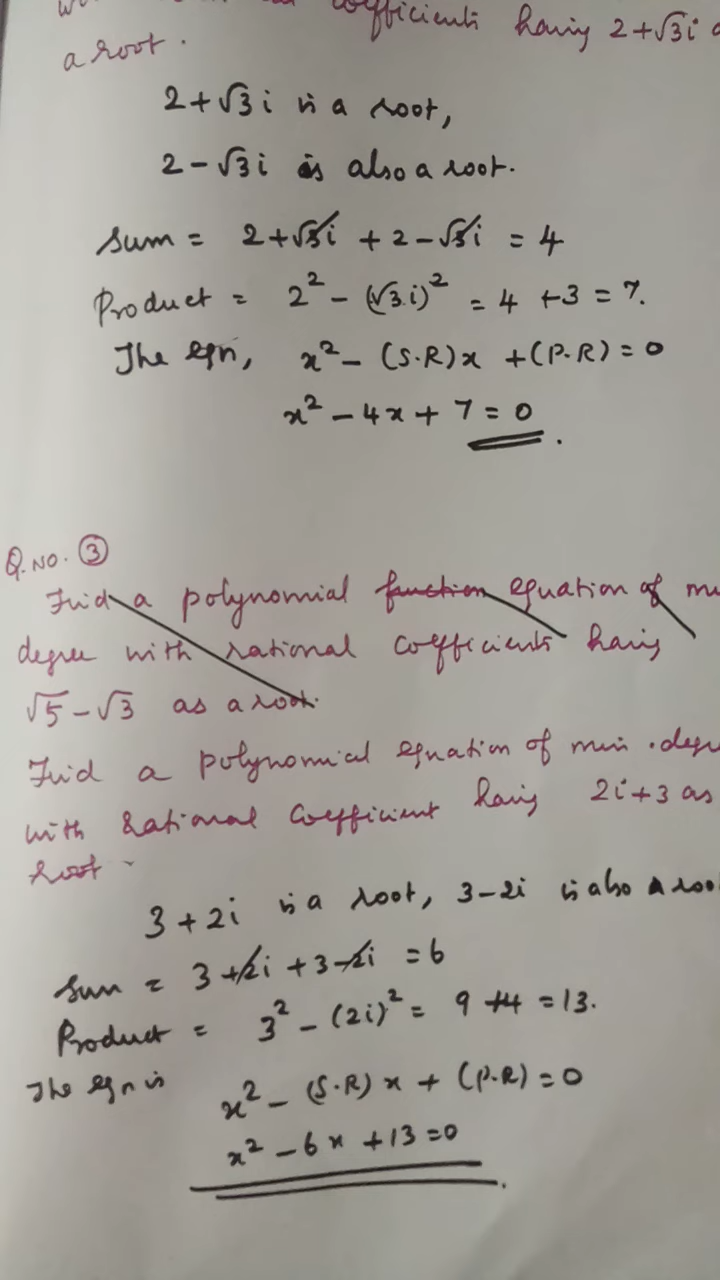 coefficients having 2+√3i
a root.
2+√3i is a root,
2-√3i is also a root.
Sum = 2+√3i + 2-√3i = 4
Product = 2² - (√3i)² = 4 +3 = 7.
The eqn, x² - (S.R)x + (P.R) = 0
x² - 4x + 7 = 0.
Q.NO. ③
Find a polynomial function equation of
degree with rational coefficients having
√5-√3 as a root.
Find a polynomial equation of min. degr
with rational coefficient having 2i+3 as
root.
3+2i is a root, 3-2i is also a roo
Sum = 3+2i+3-2i = 6
Product = 3² - (2i)² = 9+4 = 13.
The eqn is
x² - (S.R)x + (P.R) = 0
x² - 6x + 13 = 0.